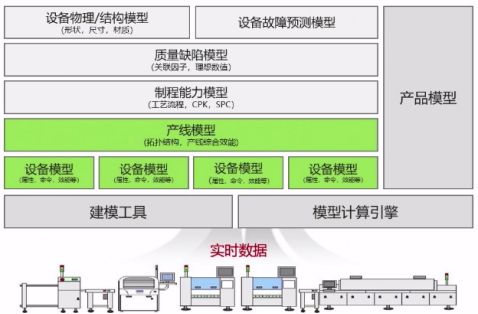 设备物理/结构模型
(形状，尺寸，材质)
设备故障预测模型
质量缺陷模型
(关联因子，理想数值)
制程能力模型
(工艺流程，CPK，SPC)
产品模型
产线模型
(拓扑结构，产线综合效能)
设备模型
(属性、命令、效能等)
设备模型
(属性、命令、效能等)
设备模型
(属性、命令、效能等)
设备模型
(属性、命令、效能等)
建模工具
模型计算引擎
实时数据